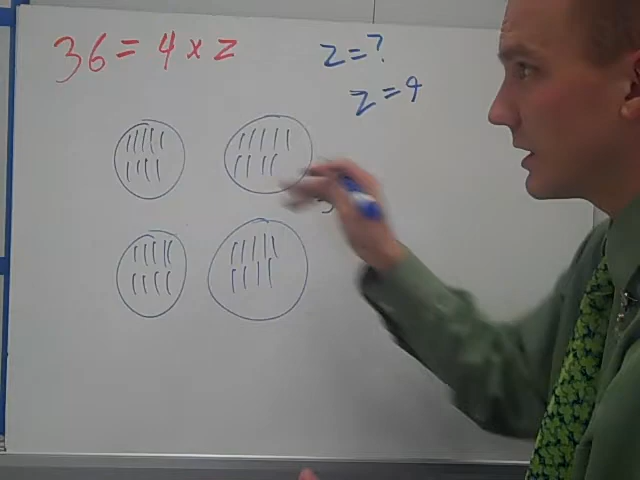 36 = 4 x z
z = ?
z = 9